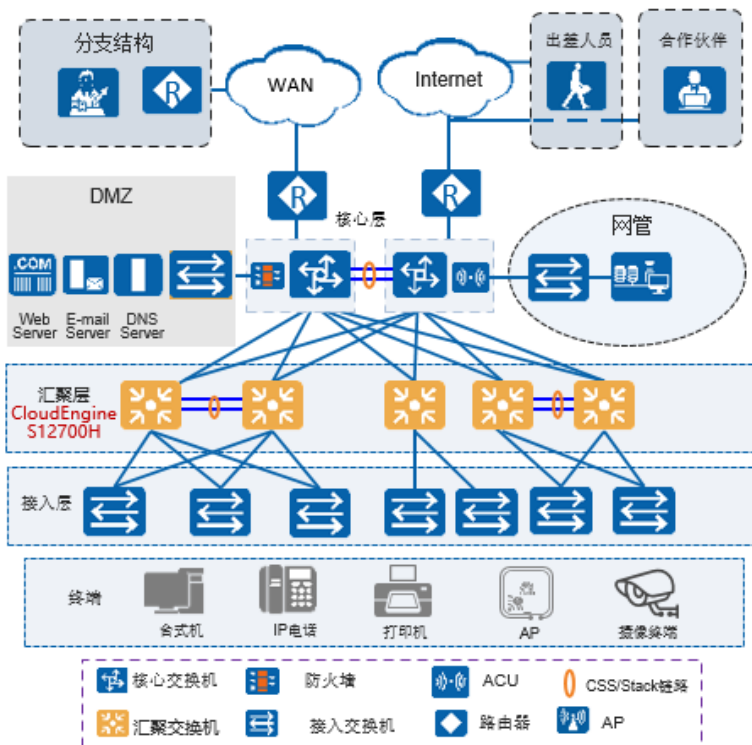 分支结构
WAN
Internet
出差人员
合作伙伴
R
R
R
DMZ
核心层
网管
.COM
Web Server
E-mail Server
DNS Server
汇聚层
CloudEngine
S12700H
接入层
终端
台式机
IP电话
打印机
AP
摄像终端
核心交换机
防火墙
ACU
CSS/Stack链路
汇聚交换机
接入交换机
路由器
AP